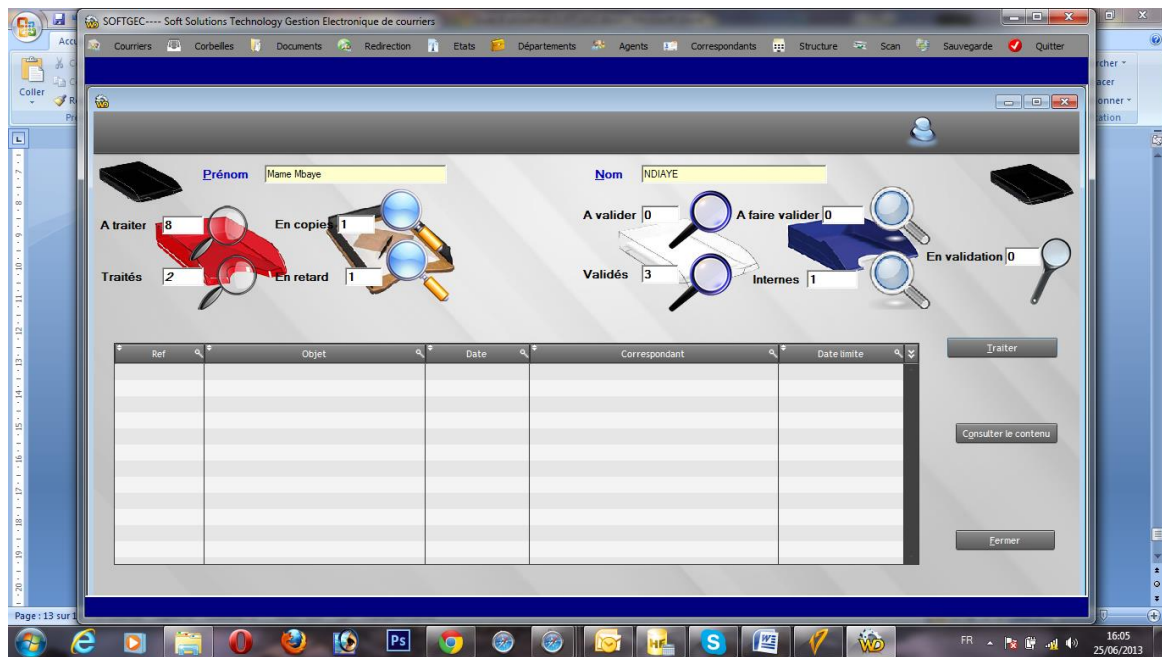 SOFTGEC---- Soft Solutions Technology Gestion Electronique de courriers
Courriers Corbeilles Documents Redirection Etats Départements Agents Correspondants Structure Scan Sauvegarde Quitter
Coller
Prénom Mame Mbaye Nom NDIAYE
A traiter 8 En copies 1 A valider 0 A faire valider 0
En validation 0
Traités 2 En retard 1 Validés 3 Internes 1
Ref Objet Date Correspondant Date limite
Traiter
Consulter le contenu
Fermer
Page : 13 sur 1
FR 16:05
25/06/2013